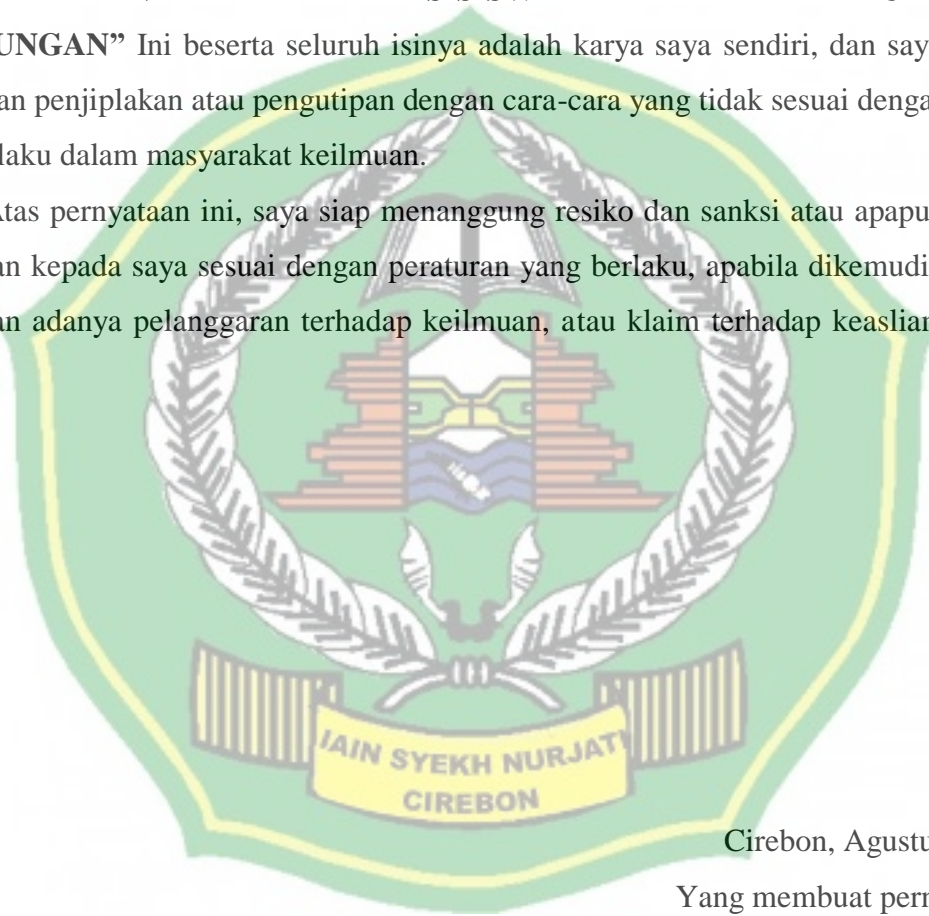 UNGAN” Ini beserta seluruh isinya adalah karya saya sendiri, dan say
an penjiplakan atau pengutipan dengan cara-cara yang tidak sesuai denga
laku dalam masyarakat keilmuan.
Atas pernyataan ini, saya siap menanggung resiko dan sanksi atau apapu
an kepada saya sesuai dengan peraturan yang berlaku, apabila dikemudi
an adanya pelanggaran terhadap keilmuan, atau klaim terhadap keaslian
IAIN SYEKH NURJATI
CIREBON
Cirebon, Agustu
Yang membuat pern